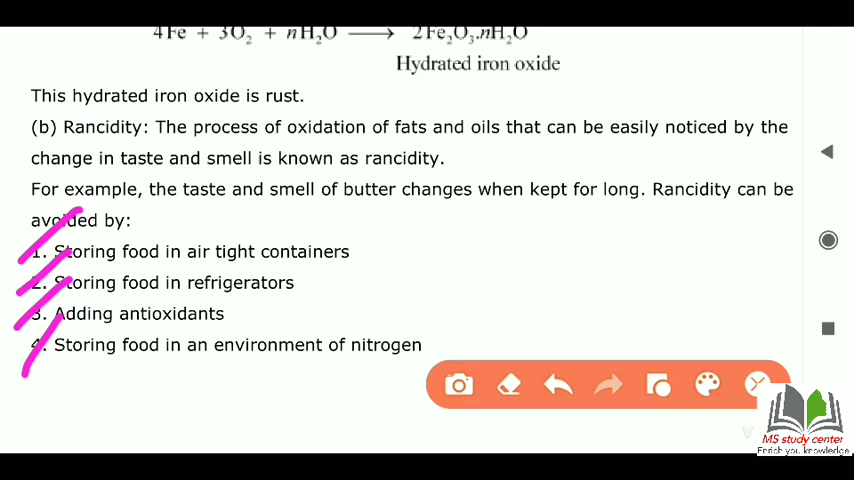 4Fe + 3O₂ + nH₂O ⟶ 2Fe₂O₃.nH₂O
Hydrated iron oxide
This hydrated iron oxide is rust.
(b) Rancidity: The process of oxidation of fats and oils that can be easily noticed by the
change in taste and smell is known as rancidity.
For example, the taste and smell of butter changes when kept for long. Rancidity can be
avoided by:
1. Storing food in air tight containers
2. Storing food in refrigerators
3. Adding antioxidants
4. Storing food in an environment of nitrogen
MS study center
Enrich you knowledge